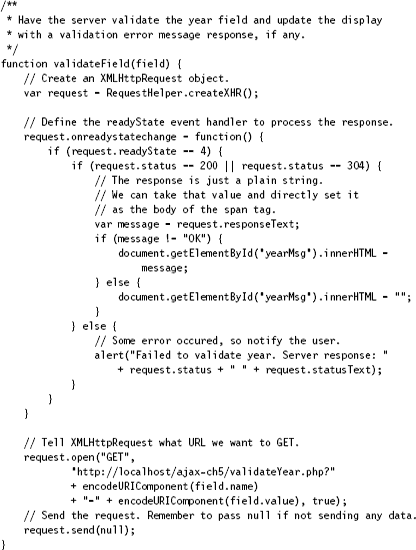 /**
* Have the server validate the year field and update the display
* with a validation error message response, if any.
*/
function validateField(field) {
// Create an XMLHttpRequest object.
var request = RequestHelper.createXHR();
// Define the readyState event handler to process the response.
request.onreadystatechange = function() {
if (request.readyState == 4) {
if (request.status == 200 || request.status == 304) {
// The response is just a plain string.
// We can take that value and directly set it
// as the body of the span tag.
var message = request.responseText;
if (message != "OK") {
document.getElementById("yearMsg").innerHTML =
message;
} else {
document.getElementById("yearMsg").innerHTML = "";
}
} else {
// Some error occured, so notify the user.
alert("Failed to validate year. Server response: "
+ request.status + " " + request.statusText);
}
}
}
// Tell XMLHttpRequest what URL we want to GET.
request.open("GET",
"http://localhost/ajax-ch5/validateYear.php?"
+ encodeURIComponent(field.name)
+ "=" + encodeURIComponent(field.value), true);
// Send the request. Remember to pass null if not sending any data.
request.send(null);
}